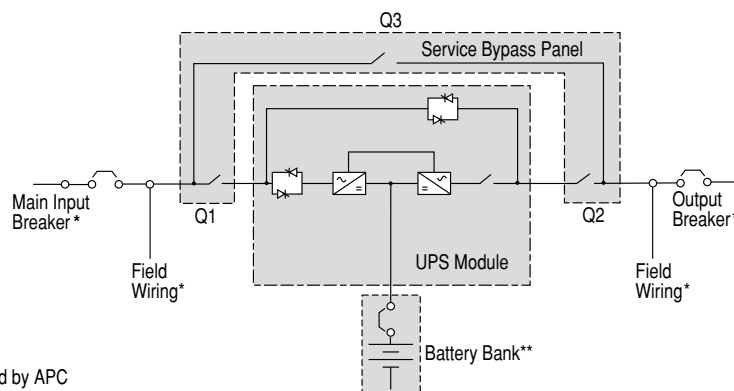 Q3
Service Bypass Panel
Main Input
Breaker*
Q1
Q2
Output
Breaker*
UPS Module
Field
Wiring*
Field
Wiring*
Battery Bank**
d by APC